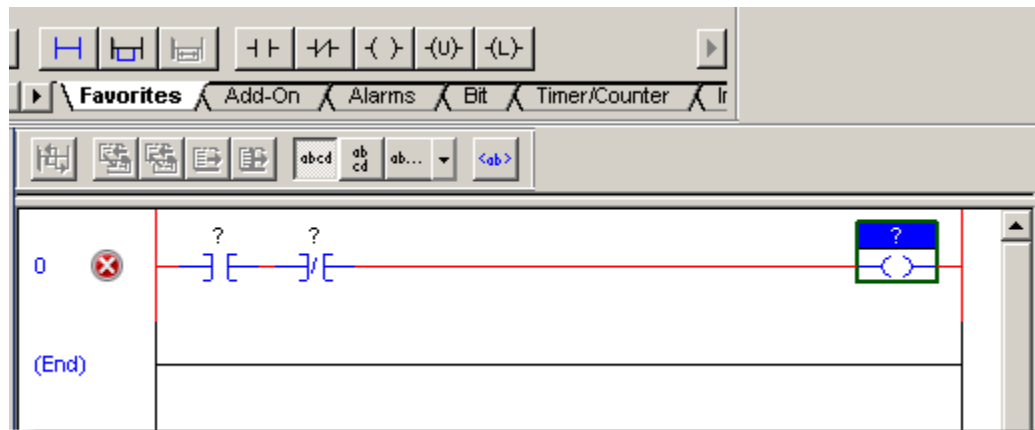 (U) (L)
Favorites Add-On Alarms Bit Timer/Counter
abcd ab cd ab... <ab>
? ? ?
0
(End)